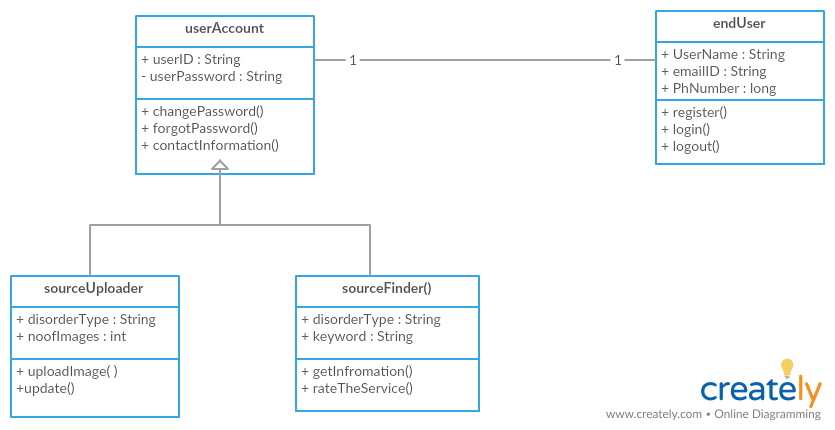 userAccount
+ userID : String
- userPassword : String
+ changePassword()
+ forgotPassword()
+ contactInformation()
1
1
endUser
+ UserName : String
+ emailID : String
+ PhNumber : long
+ register()
+ login()
+ logout()
sourceUploader
+ disorderType : String
+ noofImages : int
+ uploadImage( )
+update()
sourceFinder()
+ disorderType : String
+ keyword : String
+ getInfromation()
+ rateTheService()
creately
www.creately.com • Online Diagramming